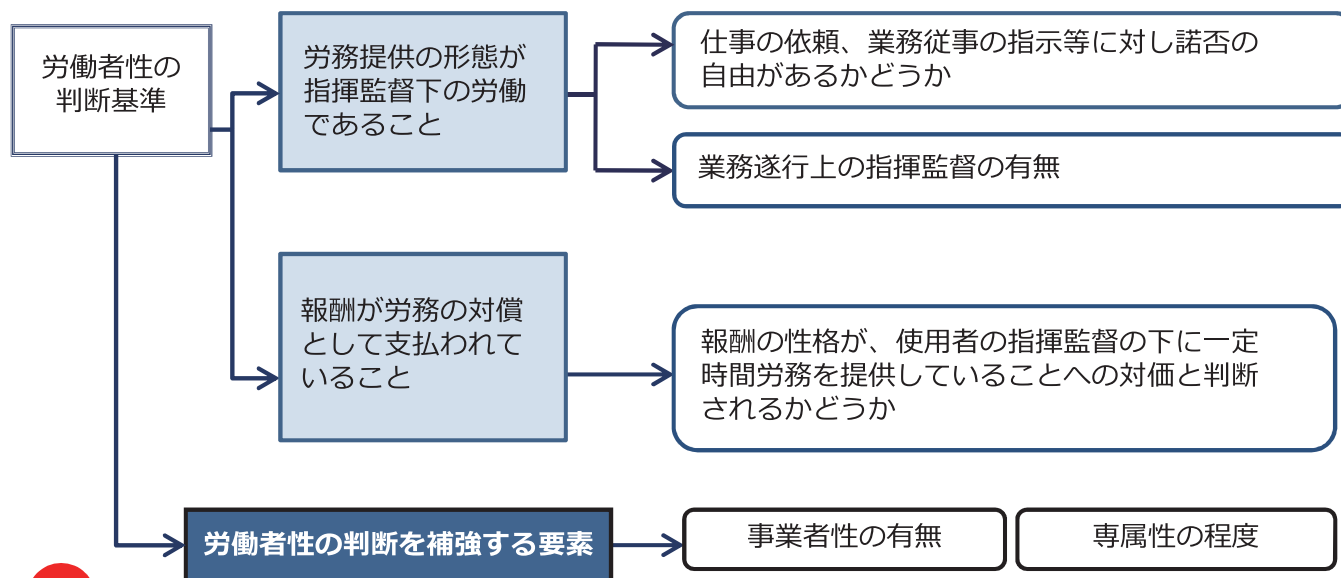 労働者性の
判断基準
労務提供の形態が
指揮監督下の労働
であること
仕事の依頼、業務従事の指示等に対し諾否の
自由があるかどうか
業務遂行上の指揮監督の有無
報酬が労務の対償
として支払われて
いること
報酬の性格が、使用者の指揮監督の下に一定
時間労務を提供していることへの対価と判断
されるかどうか
労働者性の判断を補強する要素
事業者性の有無
専属性の程度